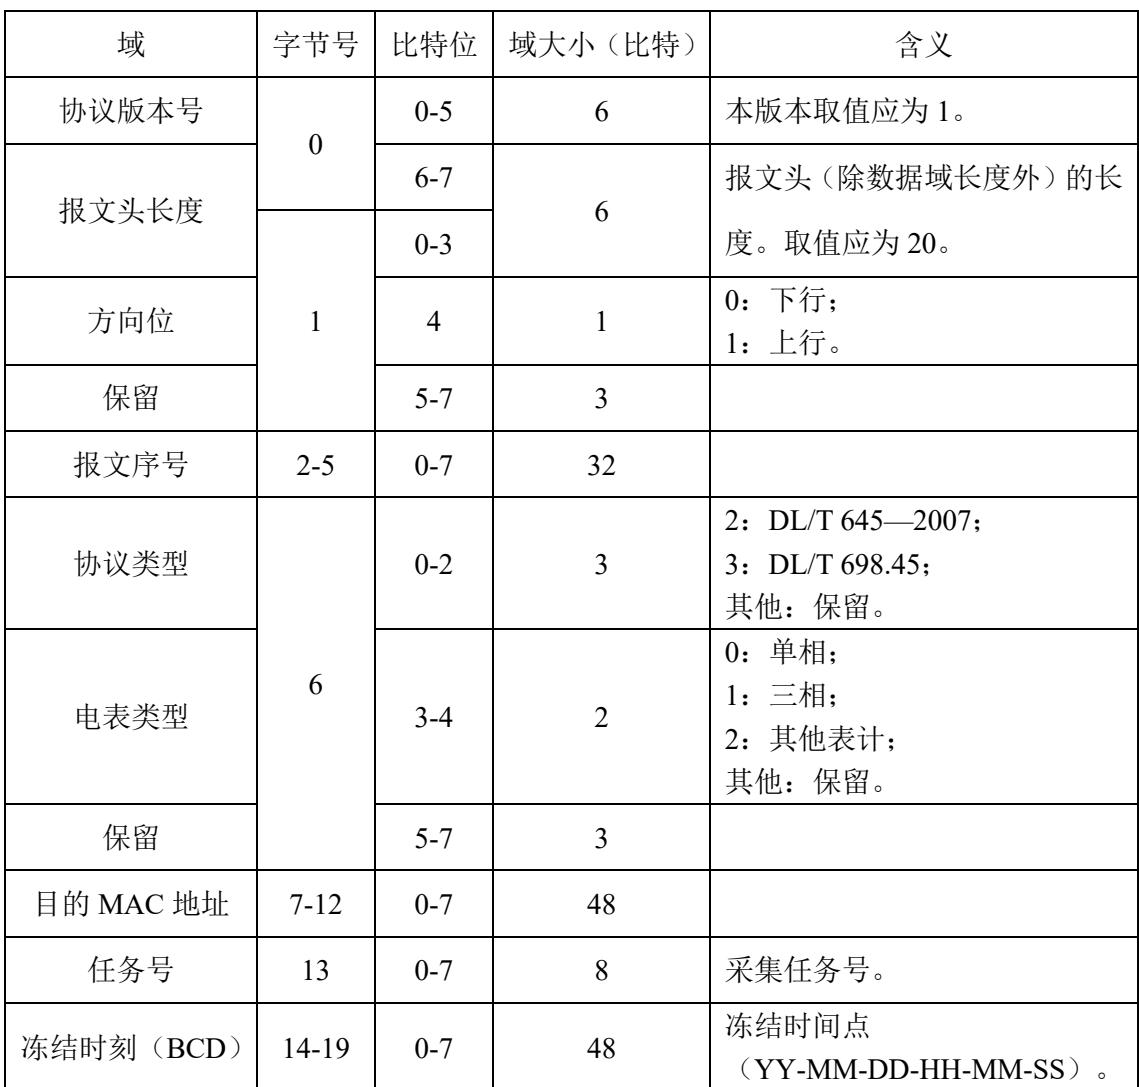 域 字节号 比特位 域大小（比特） 含义
协议版本号 0 0-5 6 本版本取值应为 1。
报文头长度 6-7 6 报文头（除数据域长度外）的长
1 0-3 度。取值应为 20。
方向位 4 1 0：下行；
1：上行。
保留 5-7 3
报文序号 2-5 0-7 32
协议类型 6 0-2 3 2：DL/T 645—2007；
3：DL/T 698.45；
其他：保留。
电表类型 3-4 2 0：单相；
1：三相；
2：其他表计；
其他：保留。
保留 5-7 3
目的 MAC 地址 7-12 0-7 48
任务号 13 0-7 8 采集任务号。
冻结时刻（BCD） 14-19 0-7 48 冻结时间点
（YY-MM-DD-HH-MM-SS）。